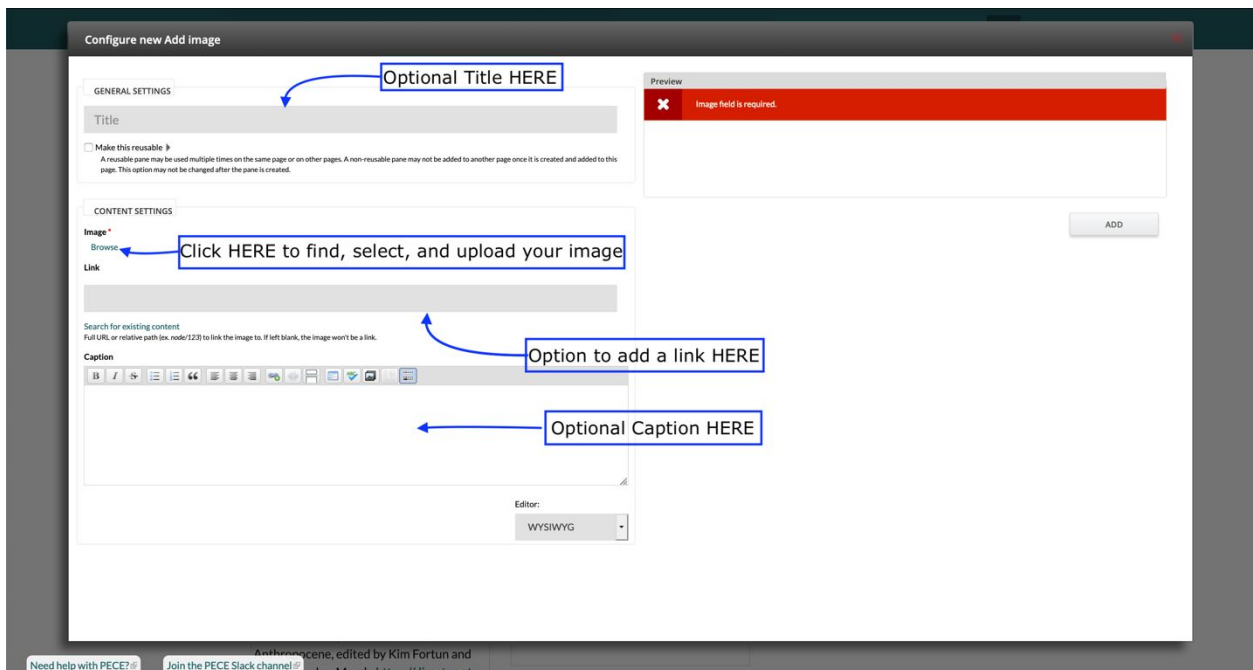 Configure new Add image
Optional Title HERE
GENERAL SETTINGS
Title
Make this reusable
A reusable pane may be used multiple times on the same page or on other pages. A non-reusable pane may not be added to another page once it is created and added to this
page. This option may not be changed after the pane is created.
CONTENT SETTINGS
Image *
Browse
Click HERE to find, select, and upload your image
Link
Search for existing content
Full URL or relative path (ex. node/123) to link the image to. If left blank, the image won't be a link.
Option to add a link HERE
Caption
B I S
Optional Caption HERE
Editor:
WYSIWYG
Preview
Image field is required.
ADD
Anthropocene, edited by Kim Fortun and
Need help with PECE?
Join the PECE Slack channel